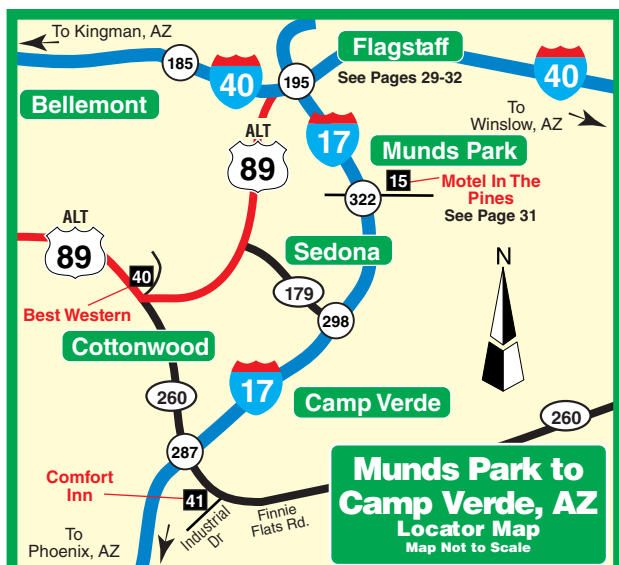 To Kingman, AZ
185
40
195
Flagstaff
See Pages 29-32
40
Bellemont
To
Winslow, AZ
ALT
89
17
Munds Park
15
Motel In The
Pines
See Page 31
322
ALT
89
Sedona
N
40
Best Western
179
298
Cottonwood
17
260
Camp Verde
260
287
Comfort
Inn
41
Industrial
Dr
Finnie
Flats Rd.
To
Phoenix, AZ
Munds Park to
Camp Verde, AZ
Locator Map
Map Not to Scale